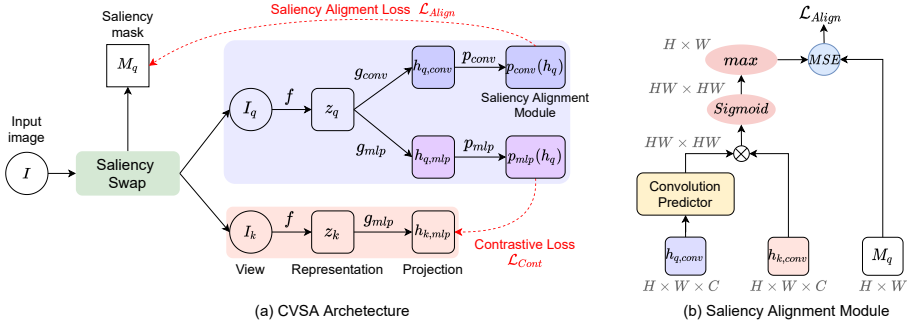 Saliency Aligment Loss L_Align
Saliency
mask
M_q
Input
image
I
Saliency
Swap
I_q
f
z_q
g_conv
h_q,conv
p_conv
p_conv(h_q)
Saliency Alignment
Module
g_mlp
h_q,mlp
p_mlp
p_mlp(h_q)
I_k
f
z_k
g_mlp
h_k,mlp
Contrastive Loss
L_Cont
View
Representation
Projection
(a) CVSA Archetecture
L_Align
H × W
max
MSE
HW × HW
Sigmoid
HW × HW
⊗
Convolution
Predictor
h_q,conv
h_k,conv
M_q
H × W × C
H × W × C
H × W
(b) Saliency Alignment Module